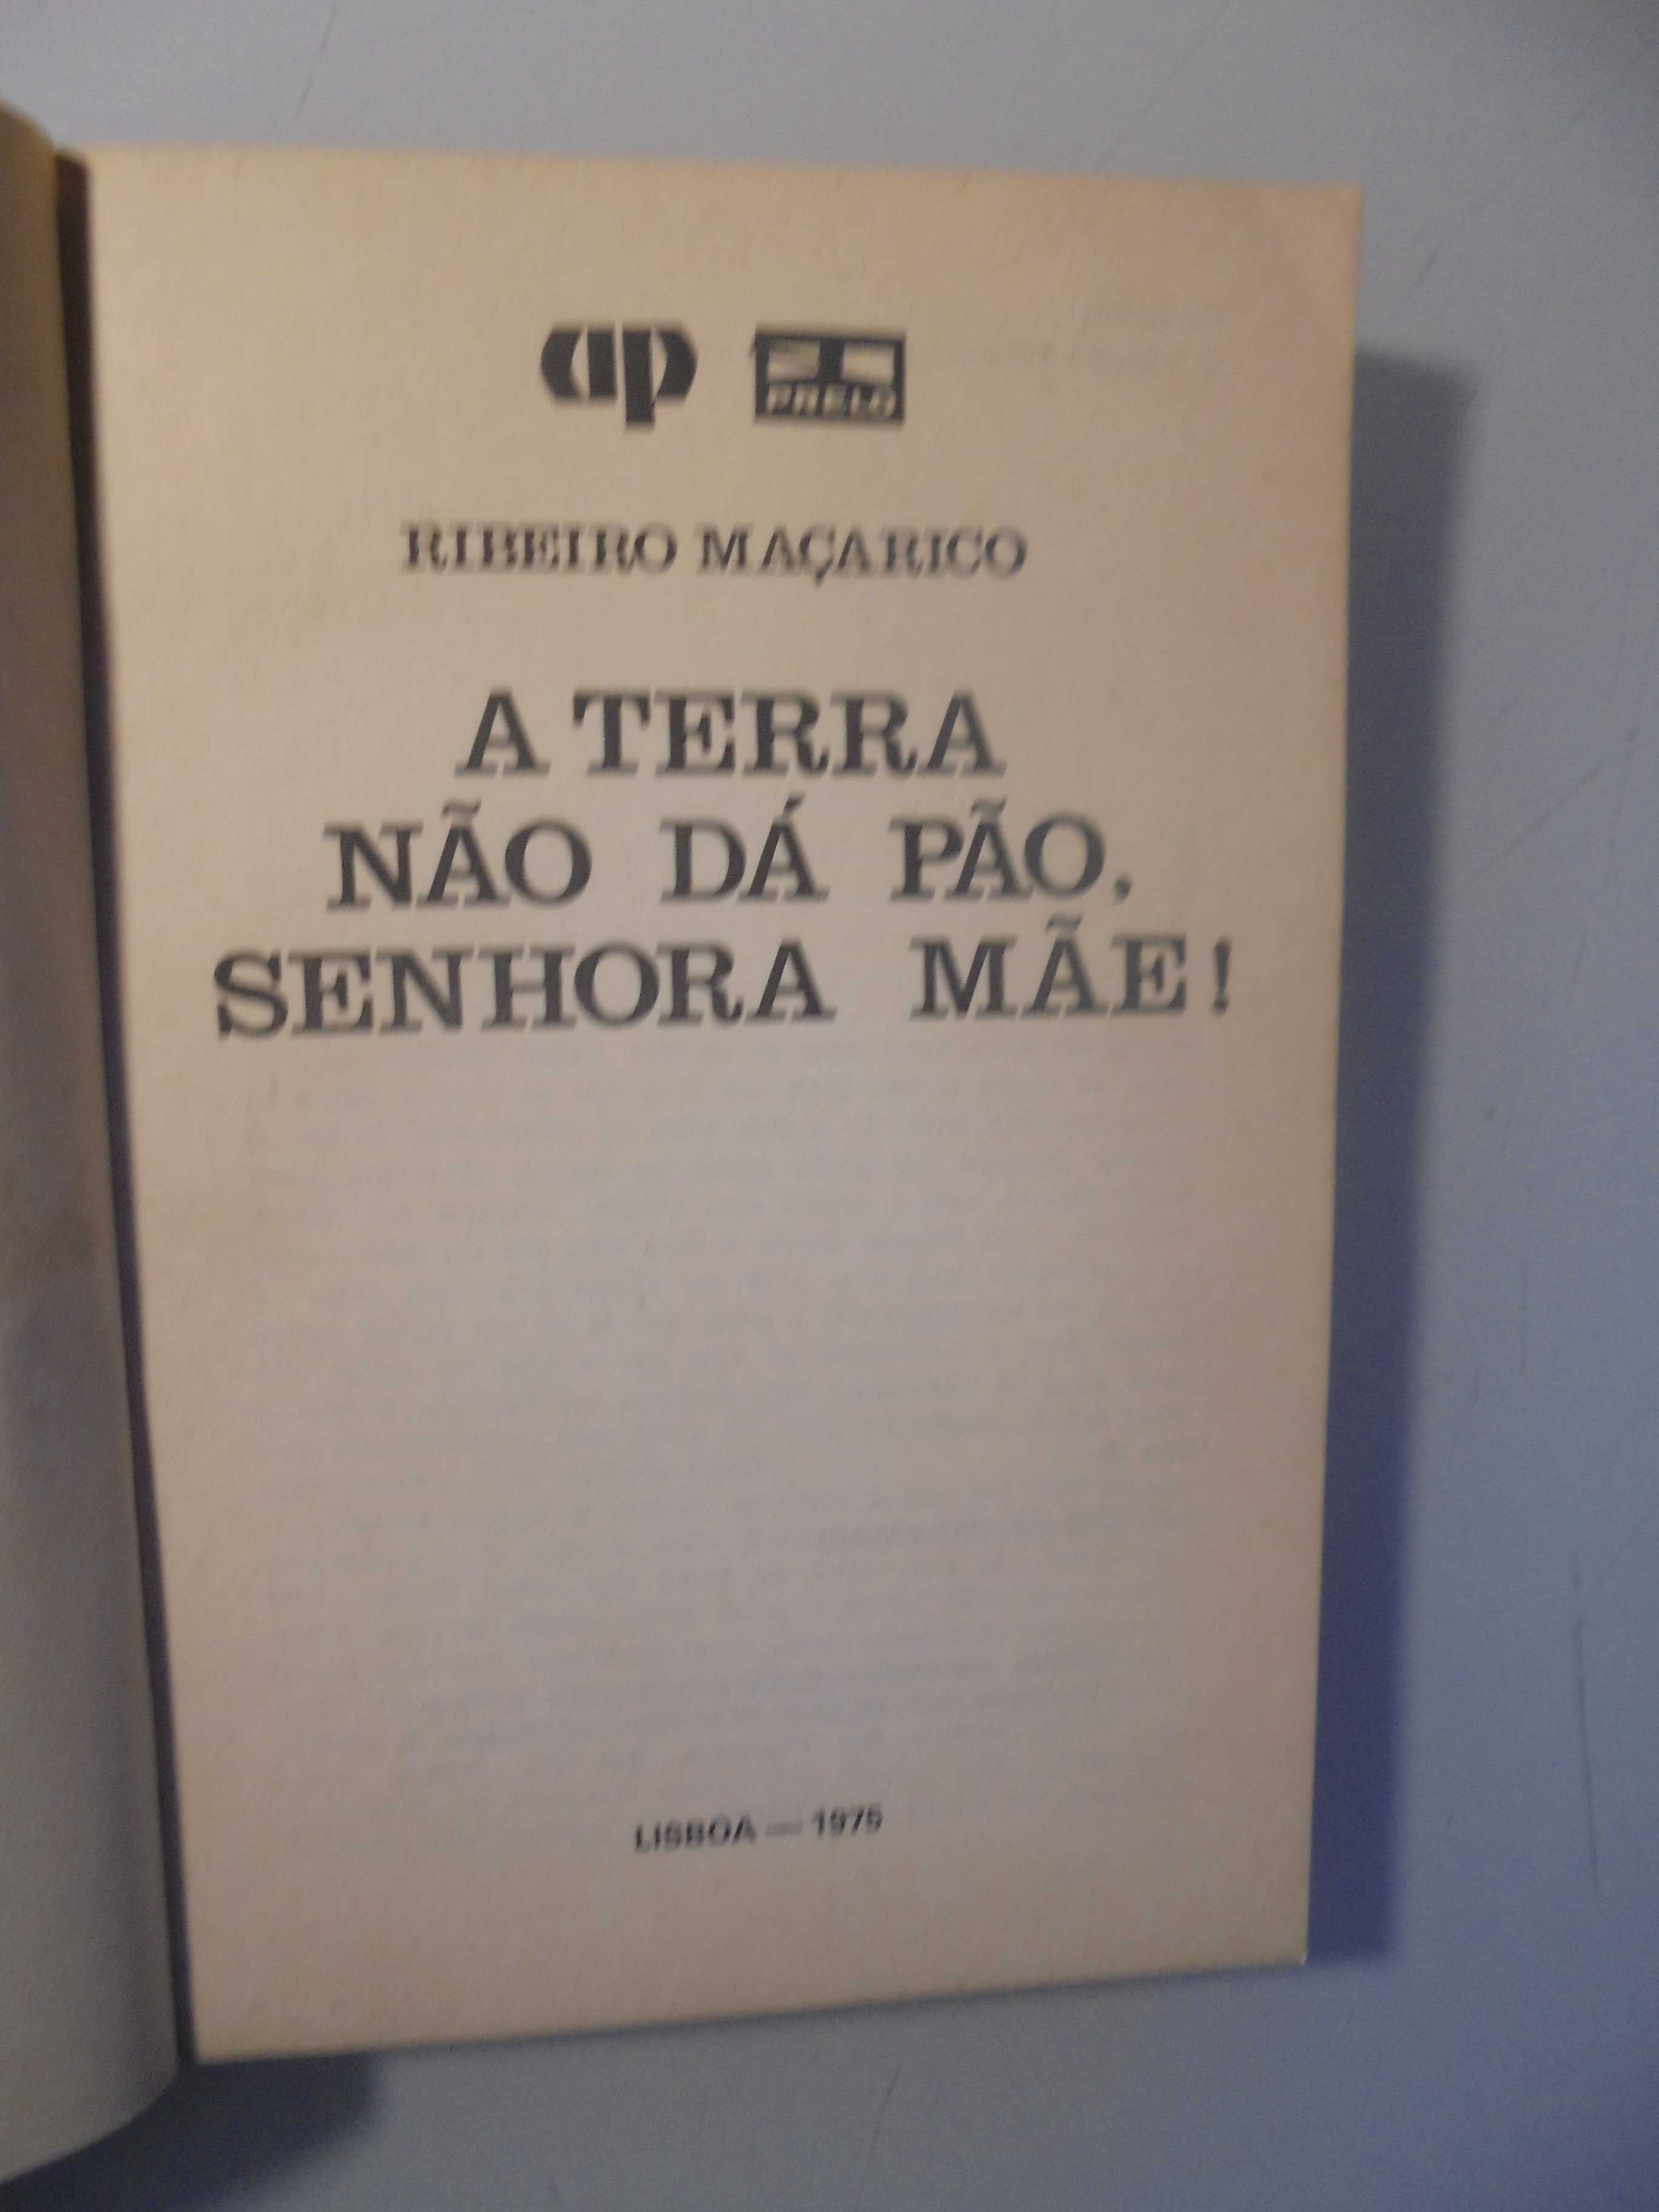 ap PRELO
RIBEIRO MAÇARICO
A TERRA
NÃO DÁ PÃO,
SENHORA MÃE!
LISBOA — 1975